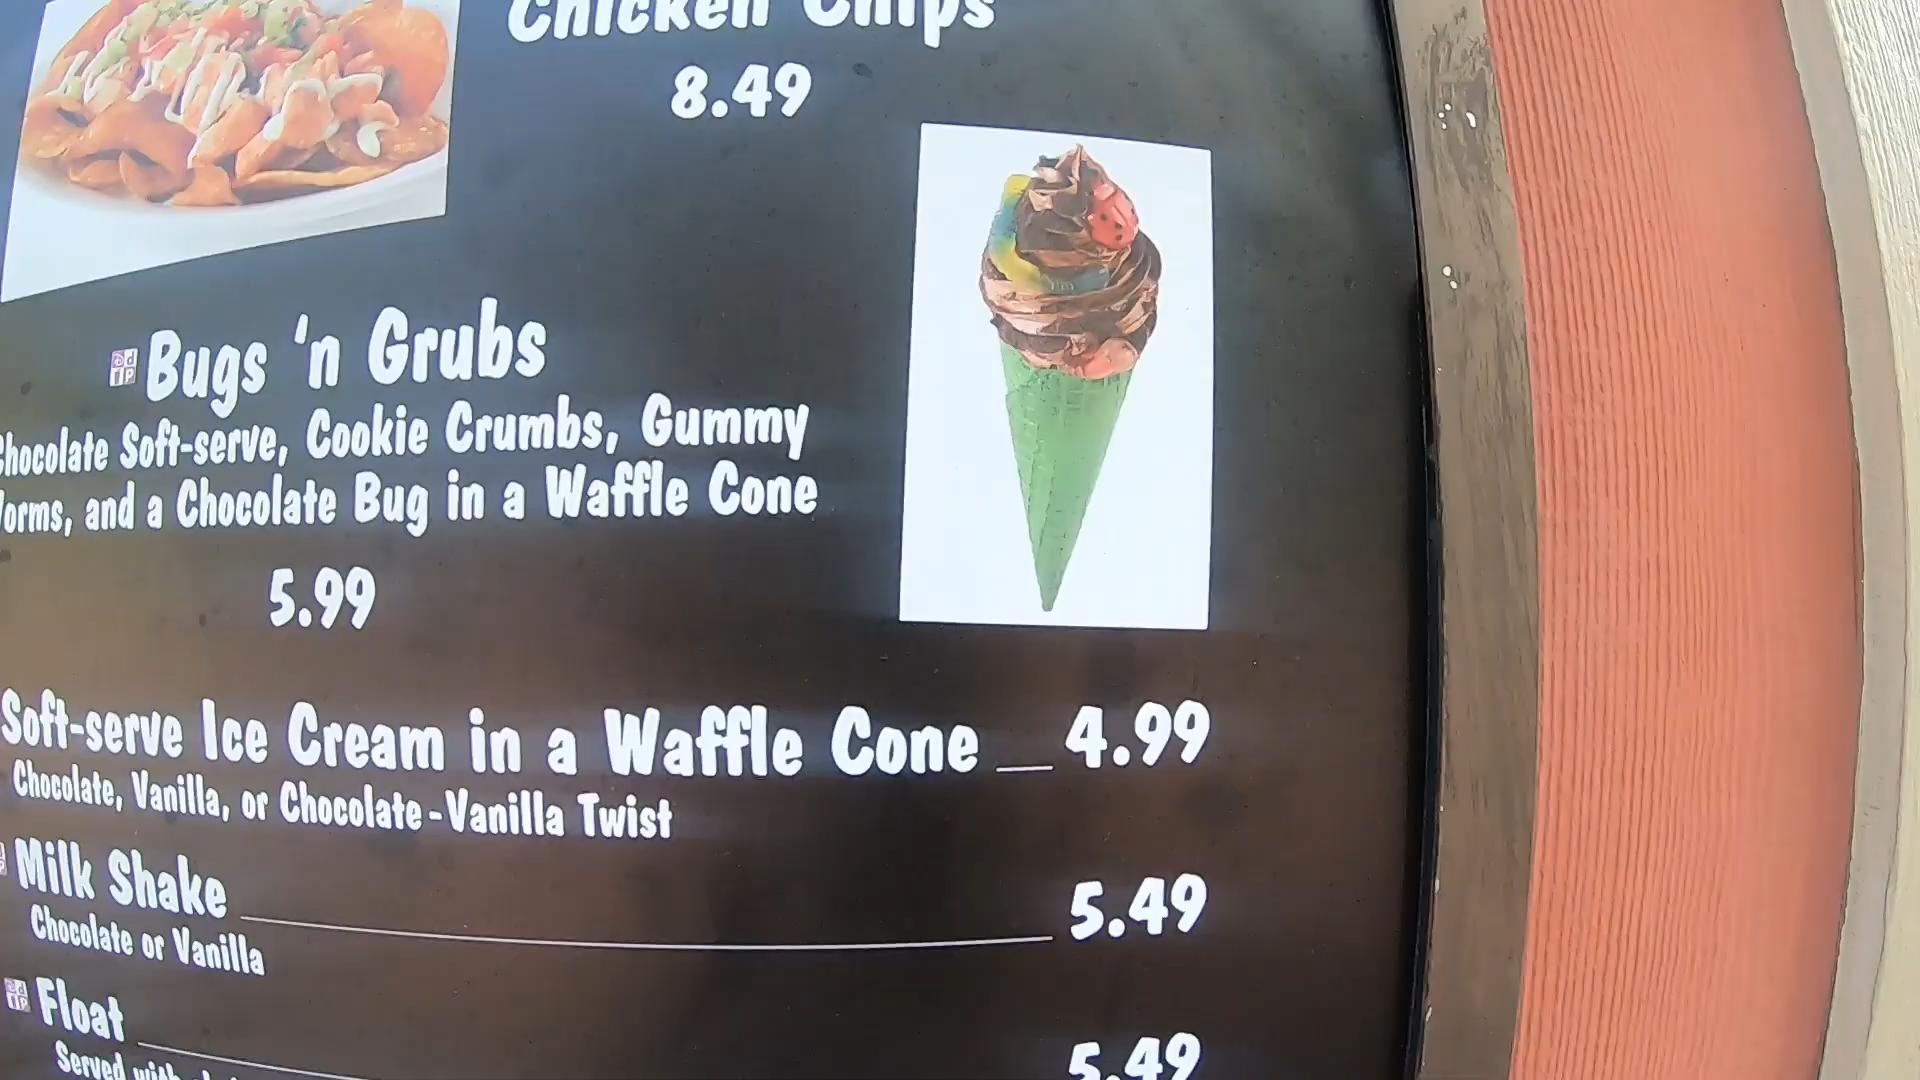 Chicken Chips
8.49
Bugs 'n Grubs
Chocolate Soft-serve, Cookie Crumbs, Gummy
Worms, and a Chocolate Bug in a Waffle Cone
5.99
Soft-serve Ice Cream in a Waffle Cone 4.99
Chocolate, Vanilla, or Chocolate-Vanilla Twist
Milk Shake 5.49
Chocolate or Vanilla
Float 5.49
Served with